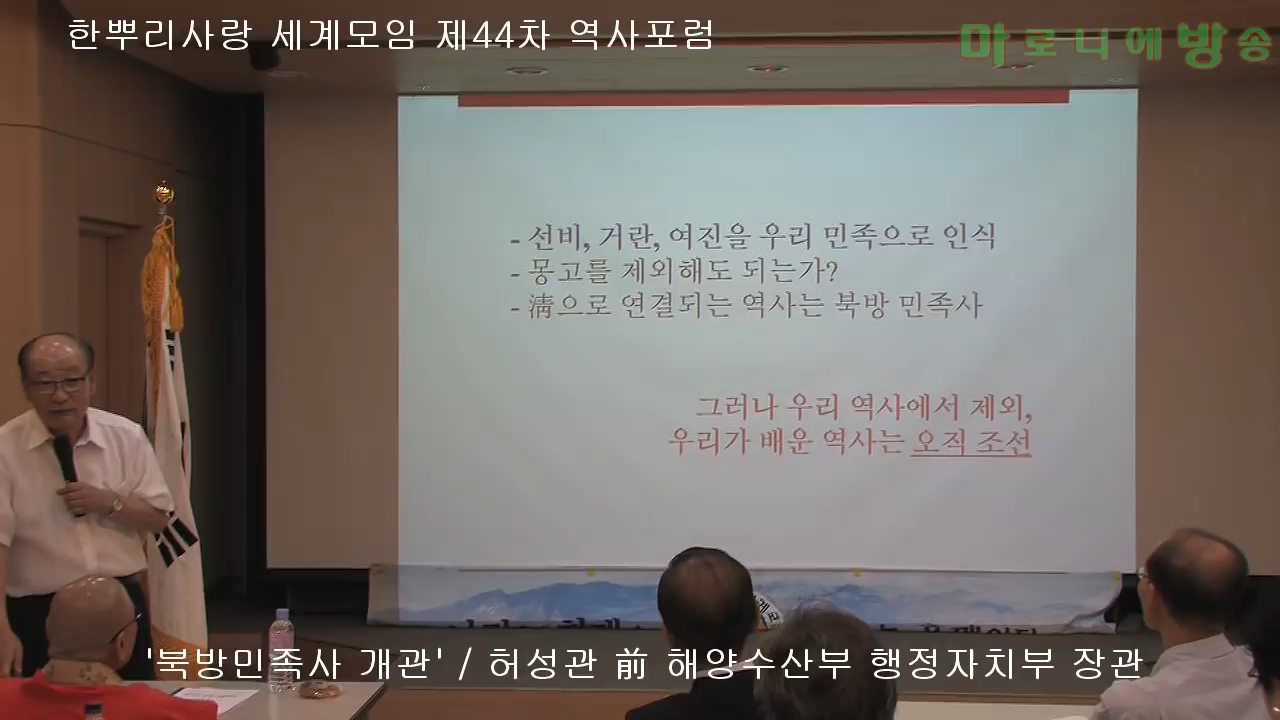 한뿌리사랑 세계모임 제44차 역사포럼
마로니에방송
- 선비, 거란, 여진을 우리 민족으로 인식
- 몽고를 제외해도 되는가?
- 淸으로 연결되는 역사는 북방 민족사
그러나 우리 역사에서 제외,
우리가 배운 역사는 오직 조선
'북방민족사 개관' / 허성관 前 해양수산부 행정자치부 장관